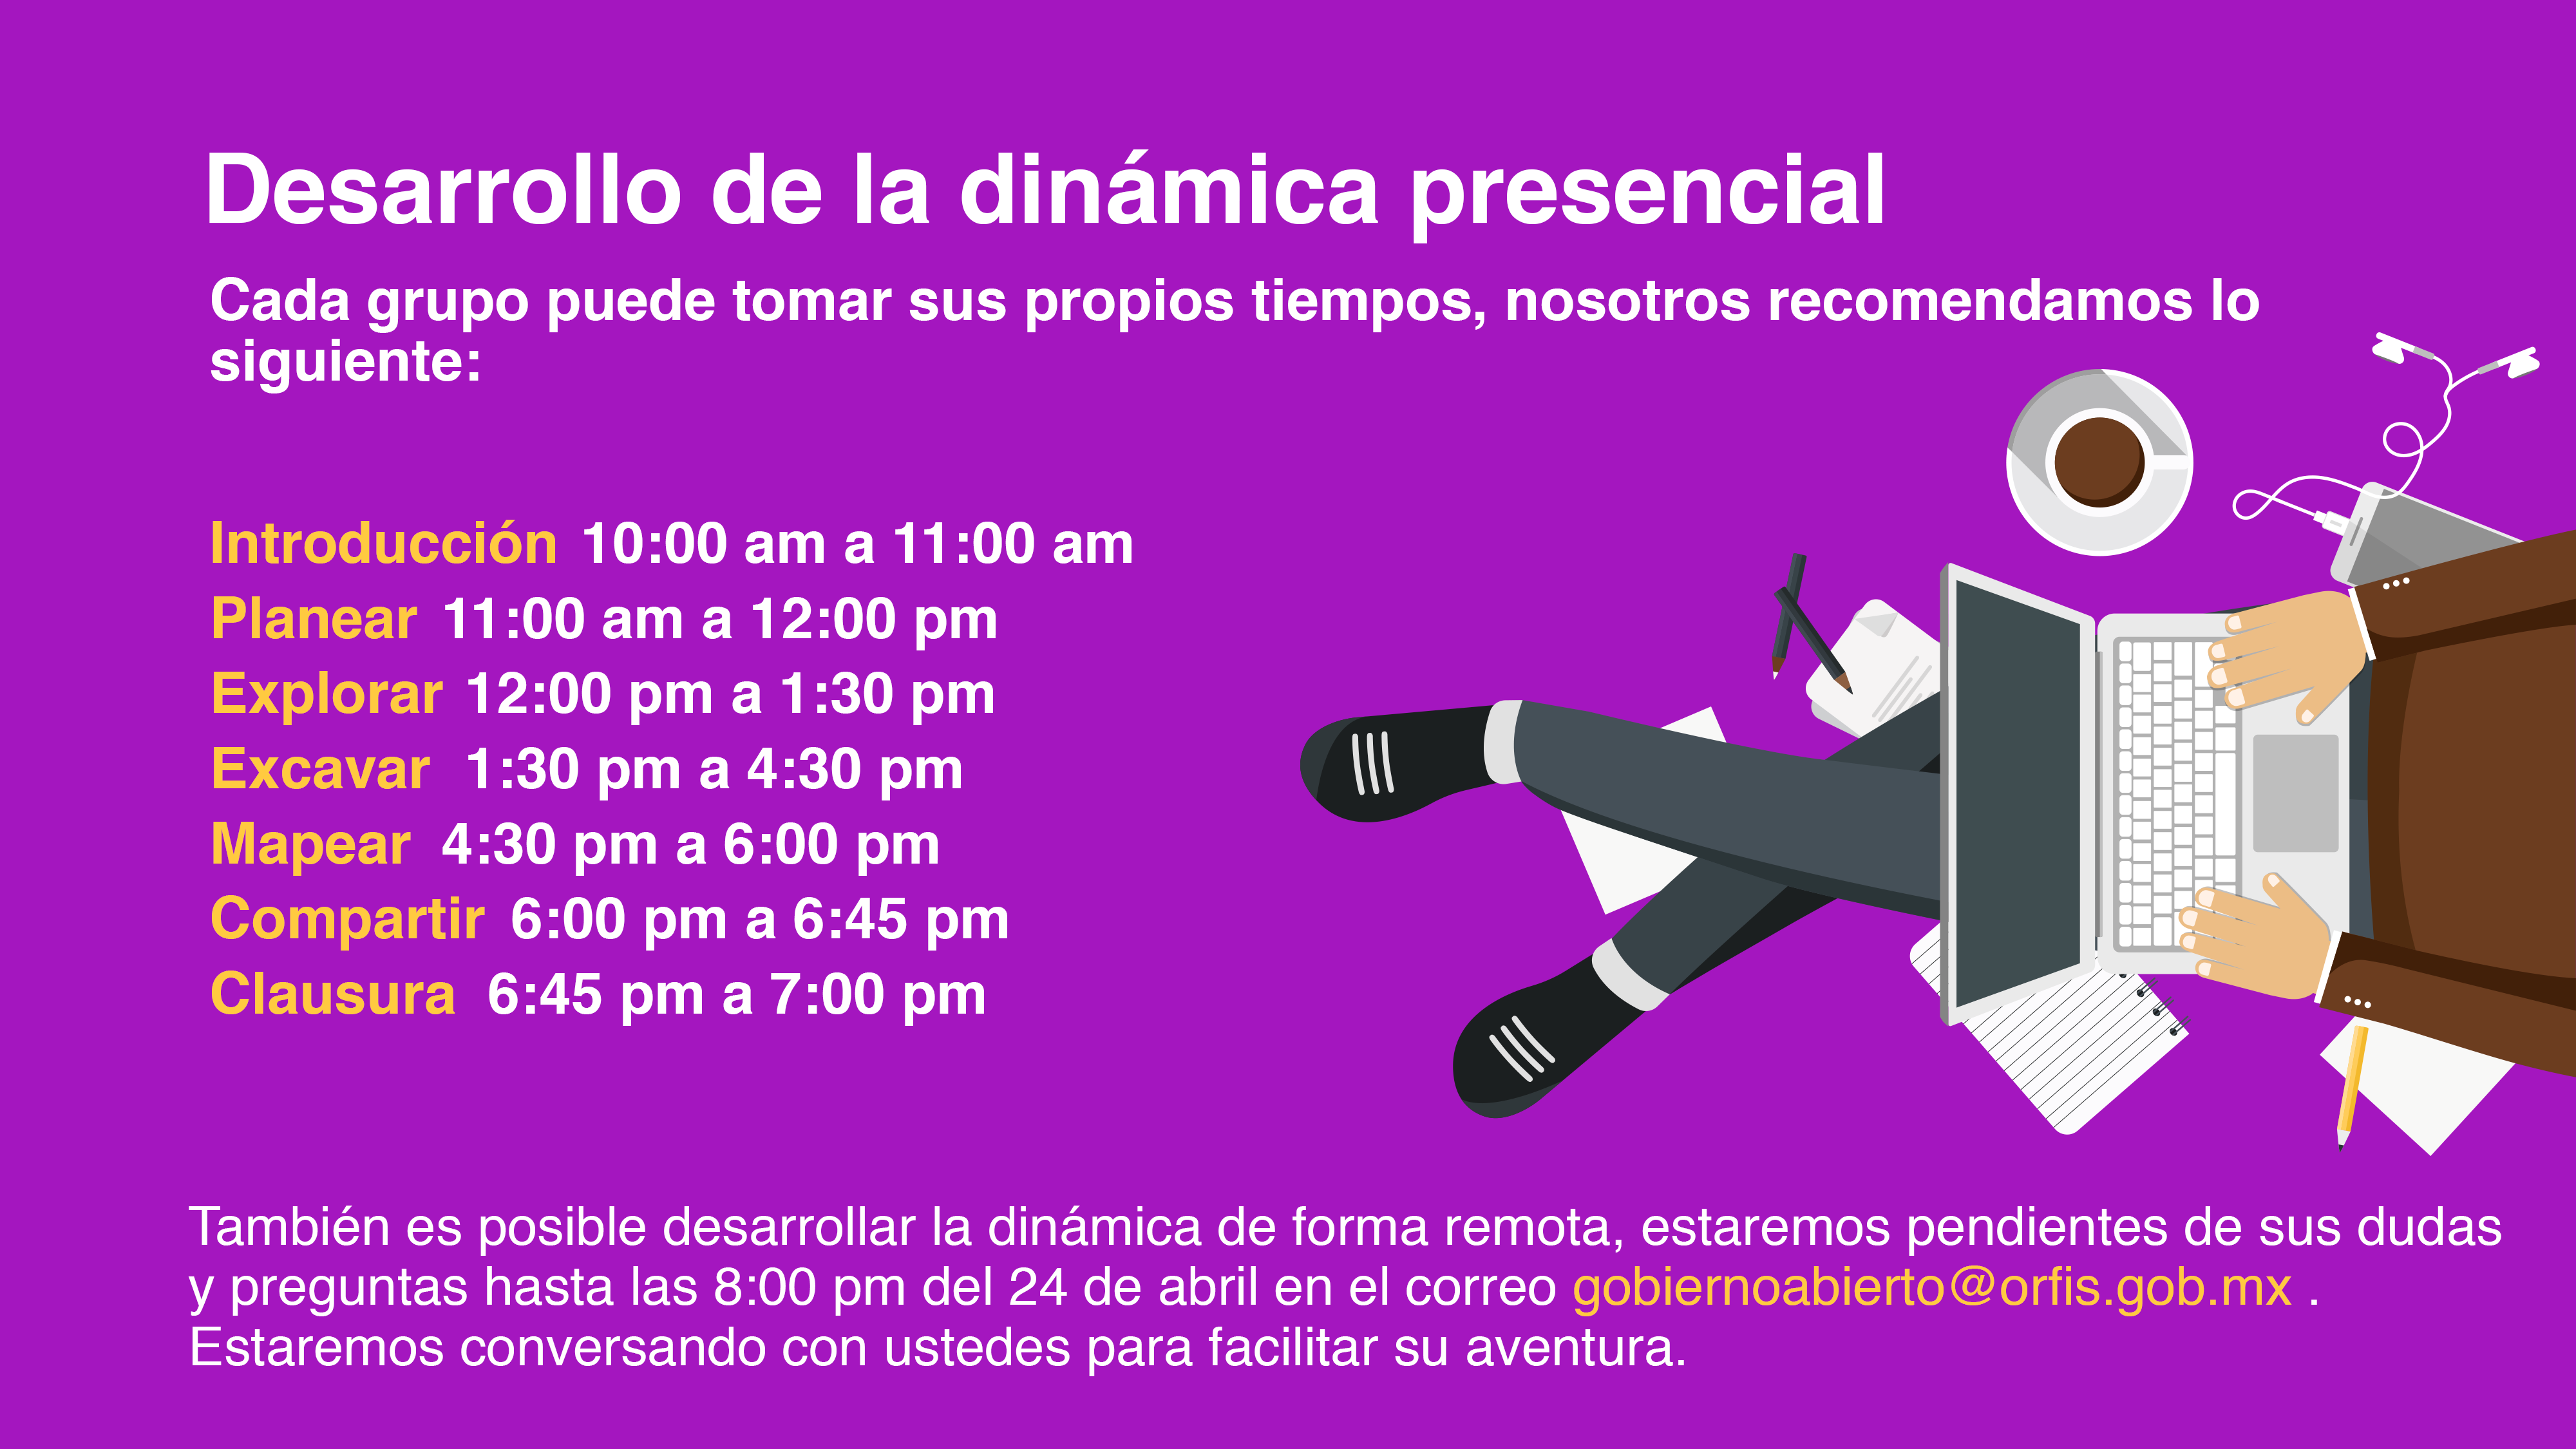 Desarrollo de la dinámica presencial
Cada grupo puede tomar sus propios tiempos, nosotros recomendamos lo
siguiente:
Introducción 10:00 am a 11:00 am
Planear 11:00 am a 12:00 pm
Explorar 12:00 pm a 1:30 pm
Excavar 1:30 pm a 4:30 pm
Mapear 4:30 pm a 6:00 pm
Compartir 6:00 pm a 6:45 pm
Clausura 6:45 pm a 7:00 pm
También es posible desarrollar la dinámica de forma remota, estaremos pendientes de sus dudas
y preguntas hasta las 8:00 pm del 24 de abril en el correo gobiernoabierto@orfis.gob.mx .
Estaremos conversando con ustedes para facilitar su aventura.